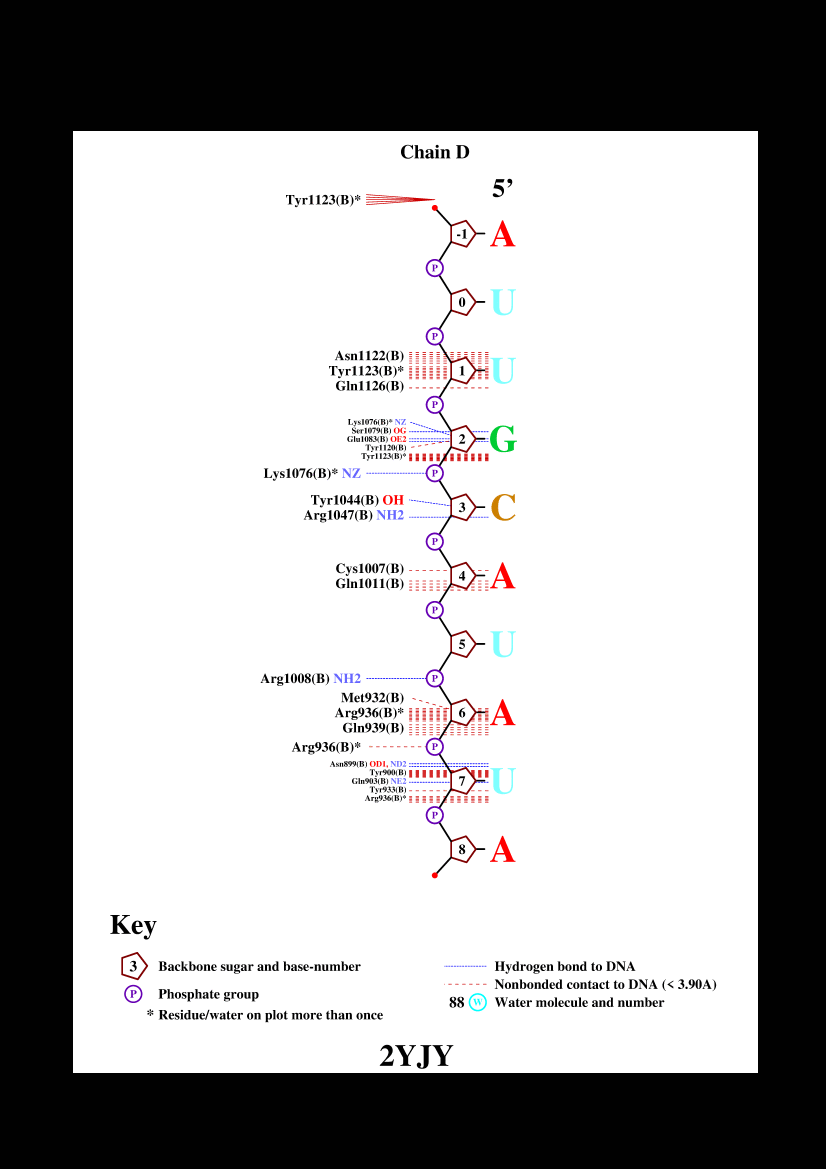 Chain D
5’
Tyr1123(B)*
-1 A
P
0 U
P
Asn1122(B)
Tyr1123(B)* 1 U
Gln1126(B)
P
Lys1076(B)* NZ
Ser1079(B) OG
Glu1083(B) OE2 2 G
Tyr1120(B)
Tyr1123(B)*
Lys1076(B)* NZ P
Tyr1044(B) OH 3 C
Arg1047(B) NH2
P
Cys1007(B) 4 A
Gln1011(B)
P
5 U
Arg1008(B) NH2 P
Met932(B)
Arg936(B)* 6 A
Gln939(B)
Arg936(B)* P
Asn899(B) OD1, ND2
Tyr900(B)
Gln903(B) NE2 7 U
Tyr933(B)
Arg936(B)*
P
8 A
Key
3 Backbone sugar and base-number
P Phosphate group
* Residue/water on plot more than once
Hydrogen bond to DNA
Nonbonded contact to DNA (< 3.90A)
88 W Water molecule and number
2YJY